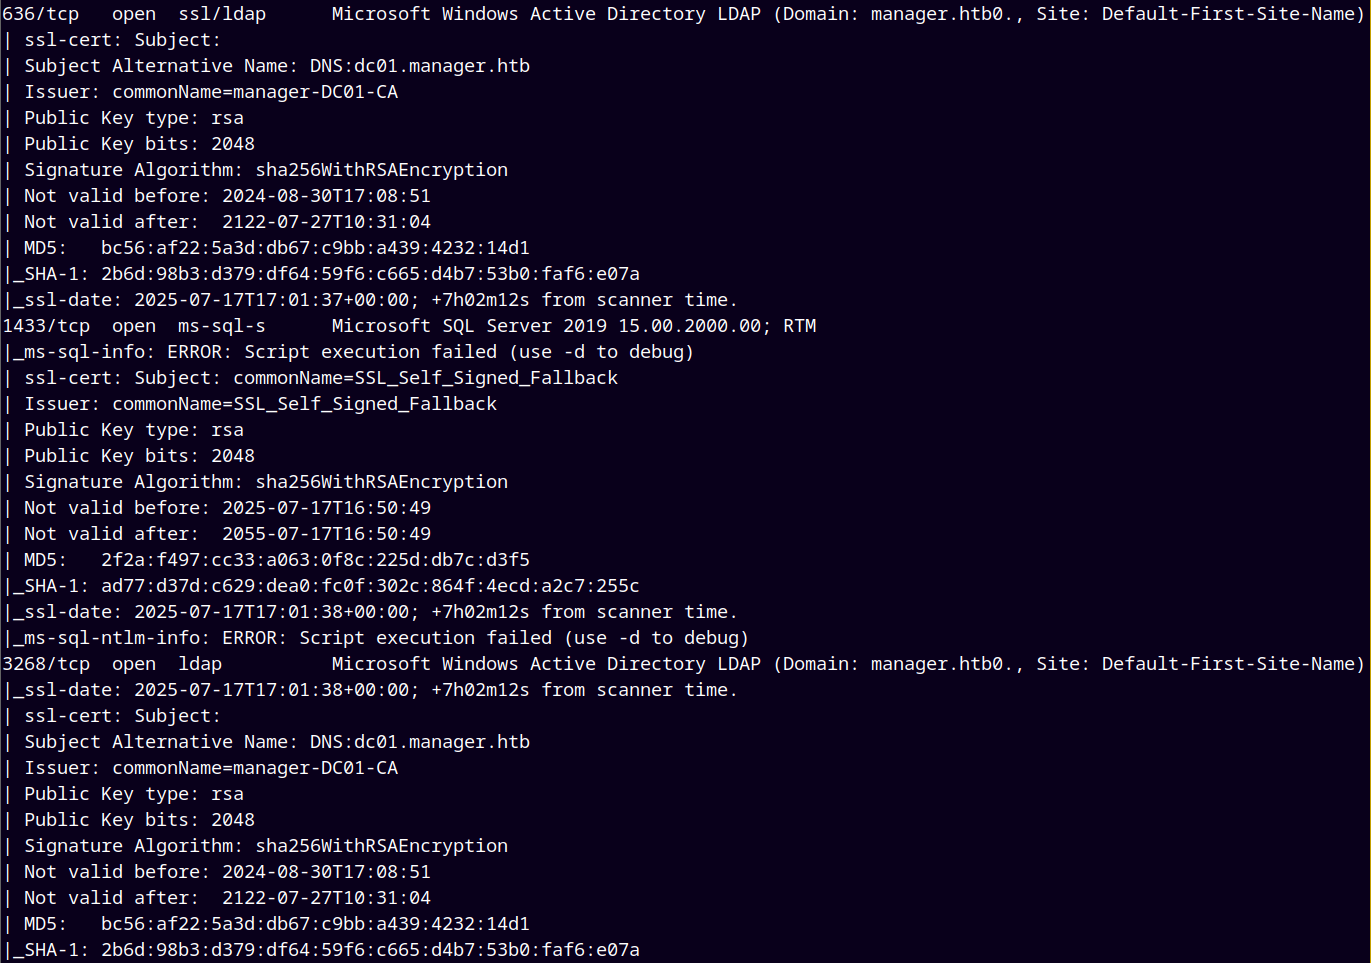 636/tcp   open  ssl/ldap      Microsoft Windows Active Directory LDAP (Domain: manager.htb0., Site: Default-First-Site-Name)
| ssl-cert: Subject:
| Subject Alternative Name: DNS:dc01.manager.htb
| Issuer: commonName=manager-DC01-CA
| Public Key type: rsa
| Public Key bits: 2048
| Signature Algorithm: sha256WithRSAEncryption
| Not valid before: 2024-08-30T17:08:51
| Not valid after:  2122-07-27T10:31:04
| MD5:   bc56:af22:5a3d:db67:c9bb:a439:4232:14d1
|_SHA-1: 2b6d:98b3:d379:df64:59f6:c665:d4b7:53b0:faf6:e07a
|_ssl-date: 2025-07-17T17:01:37+00:00; +7h02m12s from scanner time.
1433/tcp  open  ms-sql-s      Microsoft SQL Server 2019 15.00.2000.00; RTM
|_ms-sql-info: ERROR: Script execution failed (use -d to debug)
| ssl-cert: Subject: commonName=SSL_Self_Signed_Fallback
| Issuer: commonName=SSL_Self_Signed_Fallback
| Public Key type: rsa
| Public Key bits: 2048
| Signature Algorithm: sha256WithRSAEncryption
| Not valid before: 2025-07-17T16:50:49
| Not valid after:  2055-07-17T16:50:49
| MD5:   2f2a:f497:cc33:a063:0f8c:225d:db7c:d3f5
|_SHA-1: ad77:d37d:c629:dea0:fc0f:302c:864f:4ecd:a2c7:255c
|_ssl-date: 2025-07-17T17:01:38+00:00; +7h02m12s from scanner time.
|_ms-sql-ntlm-info: ERROR: Script execution failed (use -d to debug)
3268/tcp  open  ldap          Microsoft Windows Active Directory LDAP (Domain: manager.htb0., Site: Default-First-Site-Name)
|_ssl-date: 2025-07-17T17:01:38+00:00; +7h02m12s from scanner time.
| ssl-cert: Subject:
| Subject Alternative Name: DNS:dc01.manager.htb
| Issuer: commonName=manager-DC01-CA
| Public Key type: rsa
| Public Key bits: 2048
| Signature Algorithm: sha256WithRSAEncryption
| Not valid before: 2024-08-30T17:08:51
| Not valid after:  2122-07-27T10:31:04
| MD5:   bc56:af22:5a3d:db67:c9bb:a439:4232:14d1
|_SHA-1: 2b6d:98b3:d379:df64:59f6:c665:d4b7:53b0:faf6:e07a